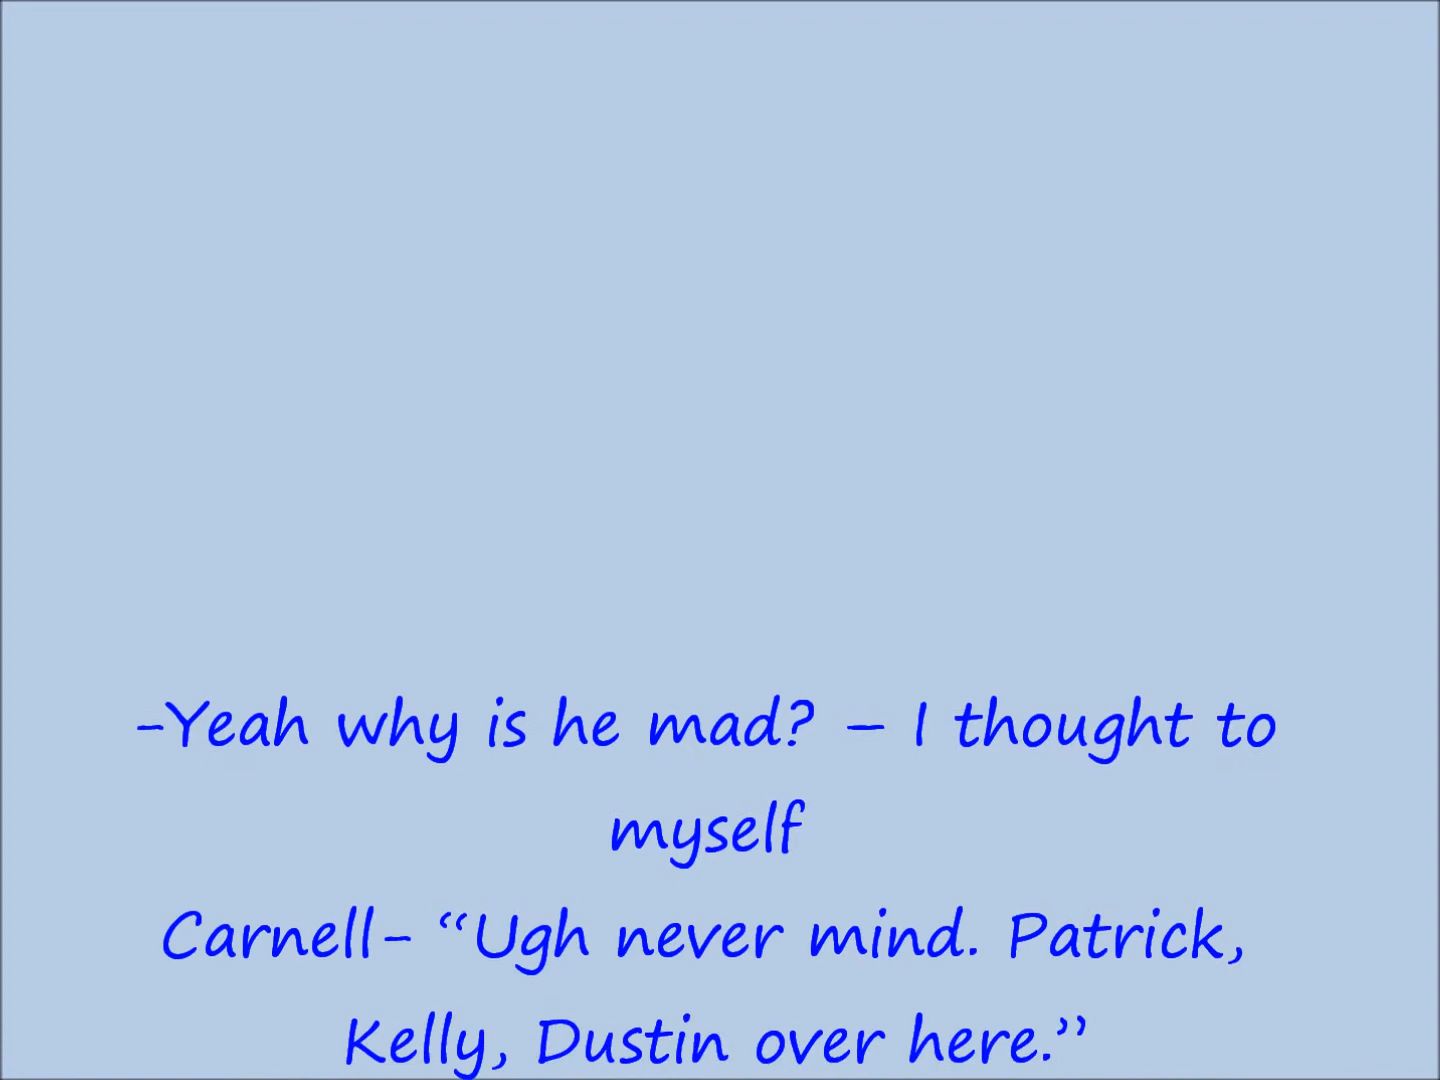 -Yeah why is he mad? – I thought to
myself
Carnell- “Ugh never mind. Patrick,
Kelly, Dustin over here.”